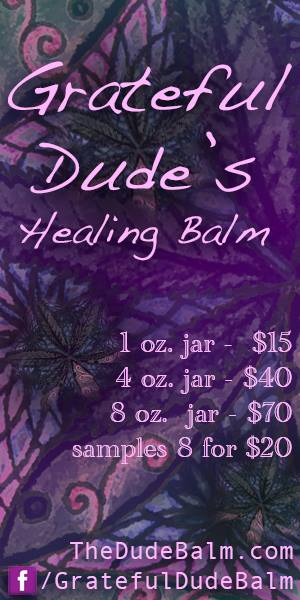 Grateful
Dude's
Healing Balm
1 oz. jar - $15
4 oz. jar - $40
8 oz. jar - $70
samples 8 for $20
TheDudeBalm.com
f /GratefulDudeBalm